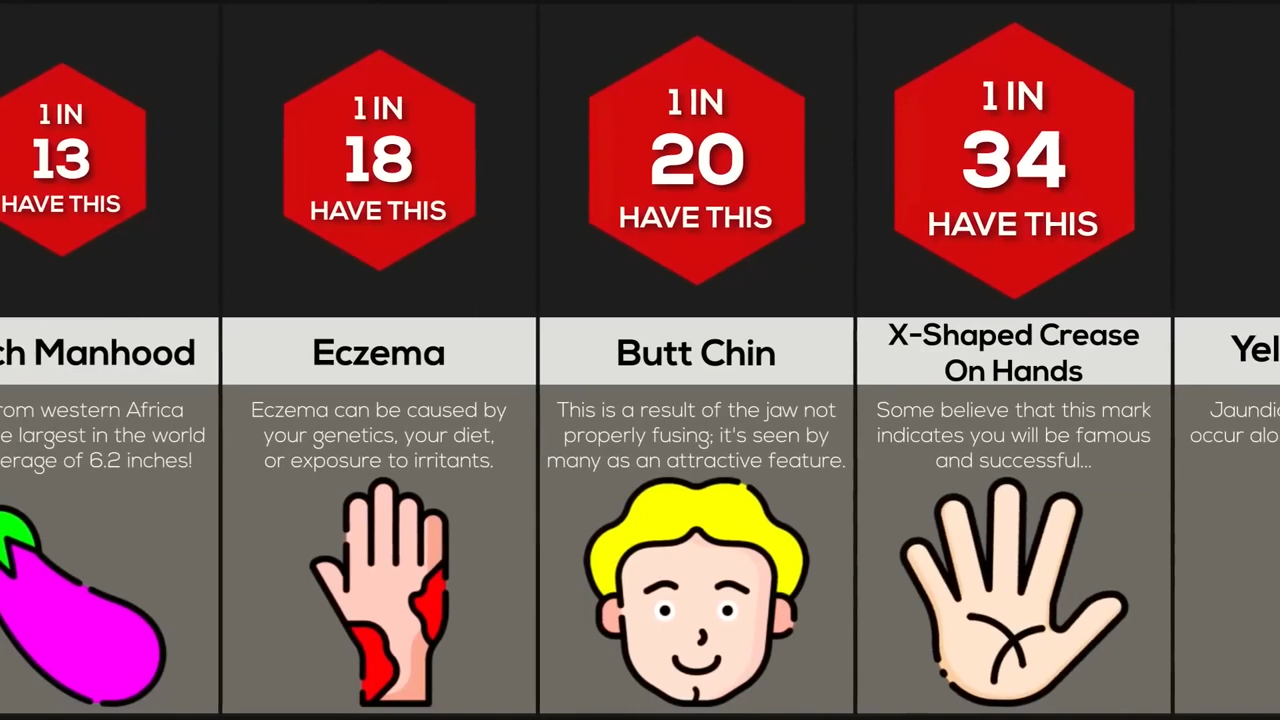 1 IN
13
HAVE THIS
ch Manhood
rom western Africa
e largest in the world
erage of 6.2 inches!
1 IN
18
HAVE THIS
Eczema
Eczema can be caused by
your genetics, your diet,
or exposure to irritants.
1 IN
20
HAVE THIS
Butt Chin
This is a result of the jaw not
properly fusing; it's seen by
many as an attractive feature.
1 IN
34
HAVE THIS
X-Shaped Crease
On Hands
Some believe that this mark
indicates you will be famous
and successful...
Yel
Jaundi
occur alo